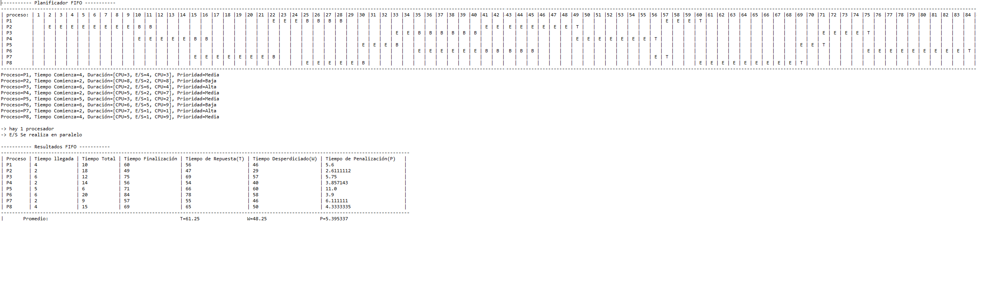 ----------- Planificador FIFO -----------
| proceso: | 1 | 2 | 3 | 4 | 5 | 6 | 7 | 8 | 9 |10 |11 |12 |13 |14 |15 |16 |17 |18 |19 |20 |21 |22 |23 |24 |25 |26 |27 |28 |29 |30 |31 |32 |33 |34 |35 |36 |37 |38 |39 |40 |41 |42 |43 |44 |45 |46 |47 |48 |49 |50 |51 |52 |53 |54 |55 |56 |57 |58 |59 |60 |61 |62 |63 |64 |65 |66 |67 |68 |69 |70 |71 |72 |73 |74 |75 |76 |77 |78 |79 |80 |81 |82 |83 |84 |
| P1 | E | E | E | B | B | B | B | E | E | E | T |
| P2 | E | E | E | E | E | E | E | E | B | B | E | E | E | E | E | E | E | E | T |
| P3 | E | E | B | B | B | B | B | B | E | E | E | E | T |
| P4 | E | E | E | E | E | B | B | E | E | E | E | E | E | E | T |
| P5 | E | E | E | B | E | E | T |
| P6 | E | E | E | E | E | E | B | B | B | B | B | E | E | E | E | E | E | E | E | E | T |
| P7 | E | E | E | E | E | E | E | B | E | T |
| P8 | E | E | E | E | E | B | E | E | E | E | E | E | E | E | E | T |
Proceso=P1, Tiempo Comienza=4, Duración=[CPU=3, E/S=4, CPU=3], Prioridad=Media
Proceso=P2, Tiempo Comienza=2, Duración=[CPU=8, E/S=2, CPU=8], Prioridad=Baja
Proceso=P3, Tiempo Comienza=6, Duración=[CPU=2, E/S=6, CPU=4], Prioridad=Alta
Proceso=P4, Tiempo Comienza=2, Duración=[CPU=5, E/S=2, CPU=7], Prioridad=Media
Proceso=P5, Tiempo Comienza=5, Duración=[CPU=3, E/S=1, CPU=2], Prioridad=Media
Proceso=P6, Tiempo Comienza=6, Duración=[CPU=6, E/S=5, CPU=9], Prioridad=Baja
Proceso=P7, Tiempo Comienza=2, Duración=[CPU=7, E/S=1, CPU=1], Prioridad=Alta
Proceso=P8, Tiempo Comienza=4, Duración=[CPU=5, E/S=1, CPU=9], Prioridad=Media
-> hay 1 procesador
-> E/S Se realiza en paralelo
----------- Resultados FIFO -----------
| Proceso | Tiempo llegada | Tiempo Total | Tiempo Finalización | Tiempo de Repuesta(T) | Tiempo Desperdiciado(W) | Tiempo de Penalización(P) |
| P1 | 4 | 10 | 60 | 56 | 46 | 5.6 |
| P2 | 2 | 18 | 49 | 47 | 29 | 2.6111112 |
| P3 | 6 | 12 | 75 | 69 | 57 | 5.75 |
| P4 | 2 | 14 | 56 | 54 | 40 | 3.857143 |
| P5 | 5 | 6 | 71 | 66 | 60 | 11.0 |
| P6 | 6 | 20 | 84 | 78 | 58 | 3.9 |
| P7 | 2 | 9 | 57 | 55 | 46 | 6.111111 |
| P8 | 4 | 15 | 69 | 65 | 50 | 4.3333335 |
| Promedio: T=61.25 W=48.25 P=5.395337